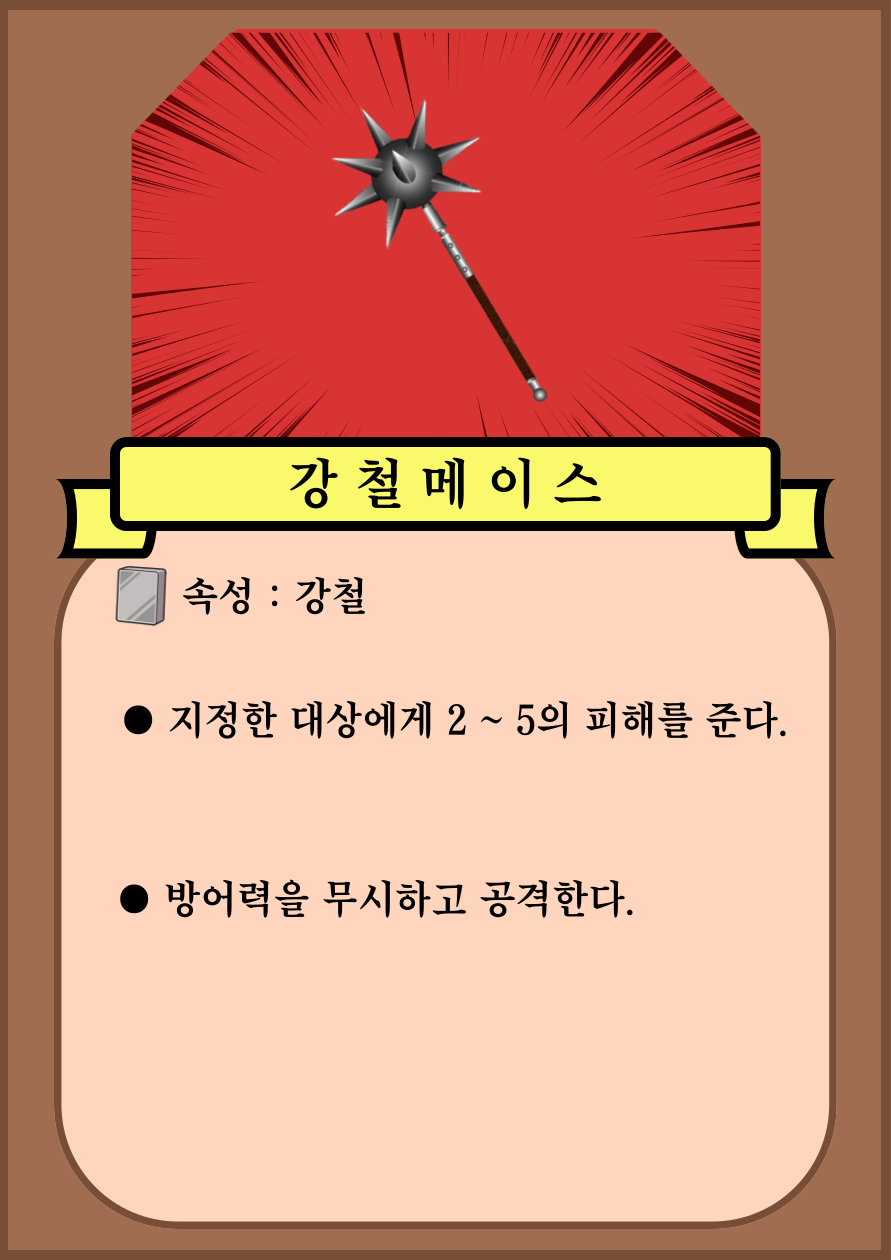 강철메이스
속성 : 강철
● 지정한 대상에게 2 ~ 5의 피해를 준다.
● 방어력을 무시하고 공격한다.